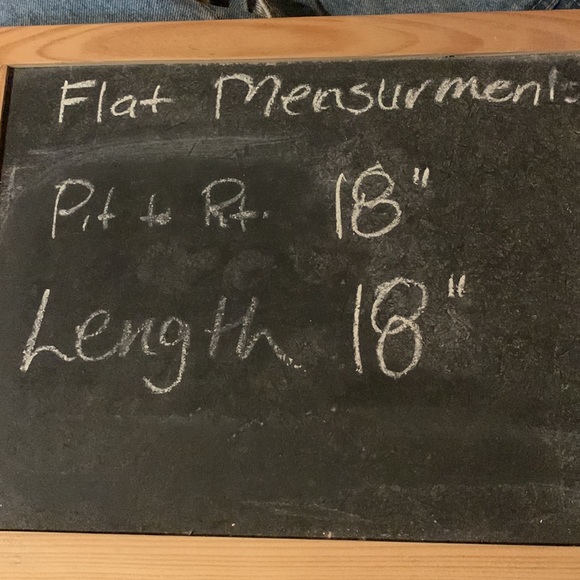 Flat Measurments
Pit to Pit. 18"
Length 18"